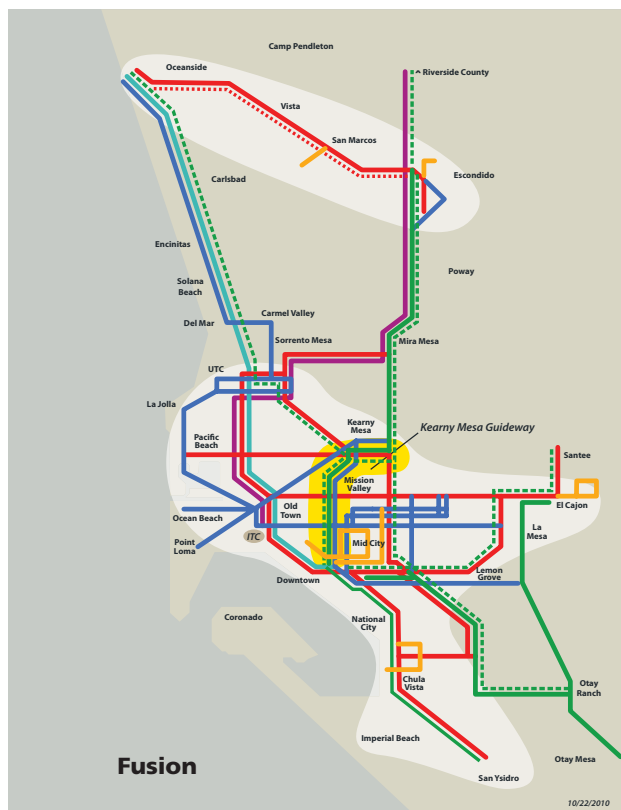 Camp Pendleton
Oceanside
Riverside County
Vista
San Marcos
Escondido
Carlsbad
Encinitas
Poway
Solana
Beach
Carmel Valley
Del Mar
Sorrento Mesa
Mira Mesa
UTC
La Jolla
Kearny
Mesa
Kearny Mesa Guideway
Pacific
Beach
Santee
Mission
Valley
El Cajon
Old
Town
Ocean Beach
La
Mesa
Mid City
ITC
Point
Loma
Lemon
Grove
Downtown
Coronado
National
City
Chula
Vista
Otay
Ranch
Imperial Beach
Otay Mesa
Fusion
San Ysidro
10/22/2010